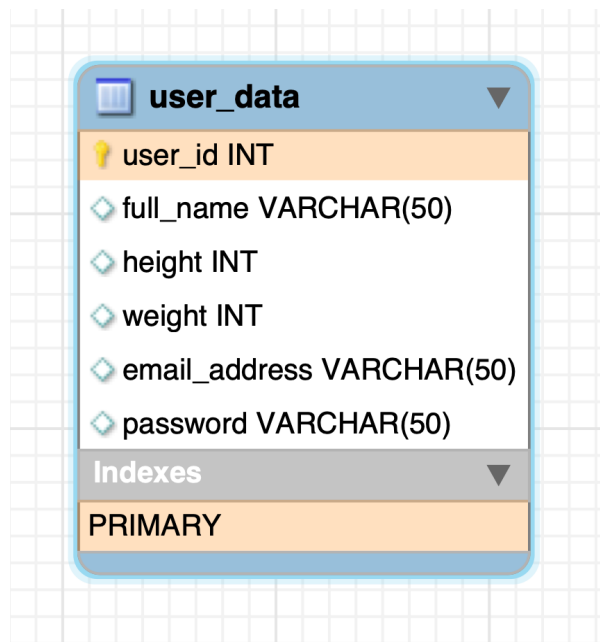 user_data
user_id INT
full_name VARCHAR(50)
height INT
weight INT
email_address VARCHAR(50)
password VARCHAR(50)
Indexes
PRIMARY